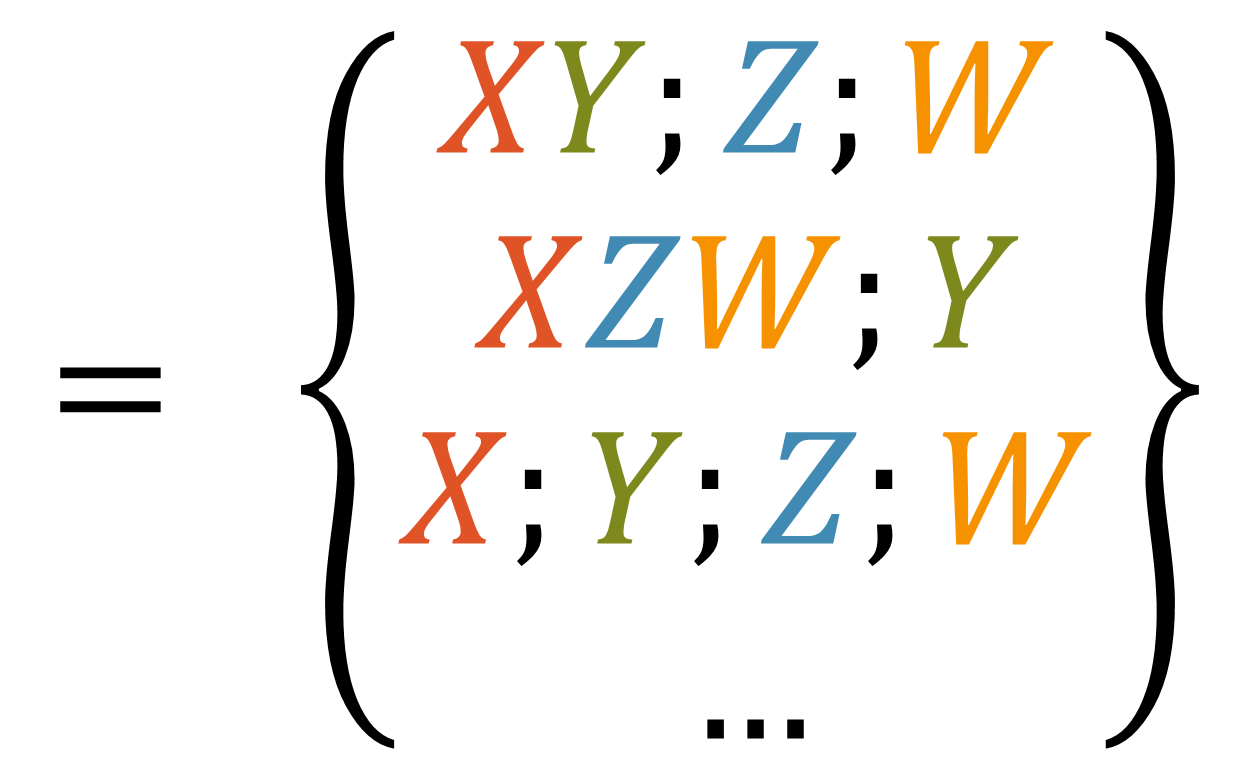 XY; Z; W
XZW; Y
= 
X; Y; Z; W
...